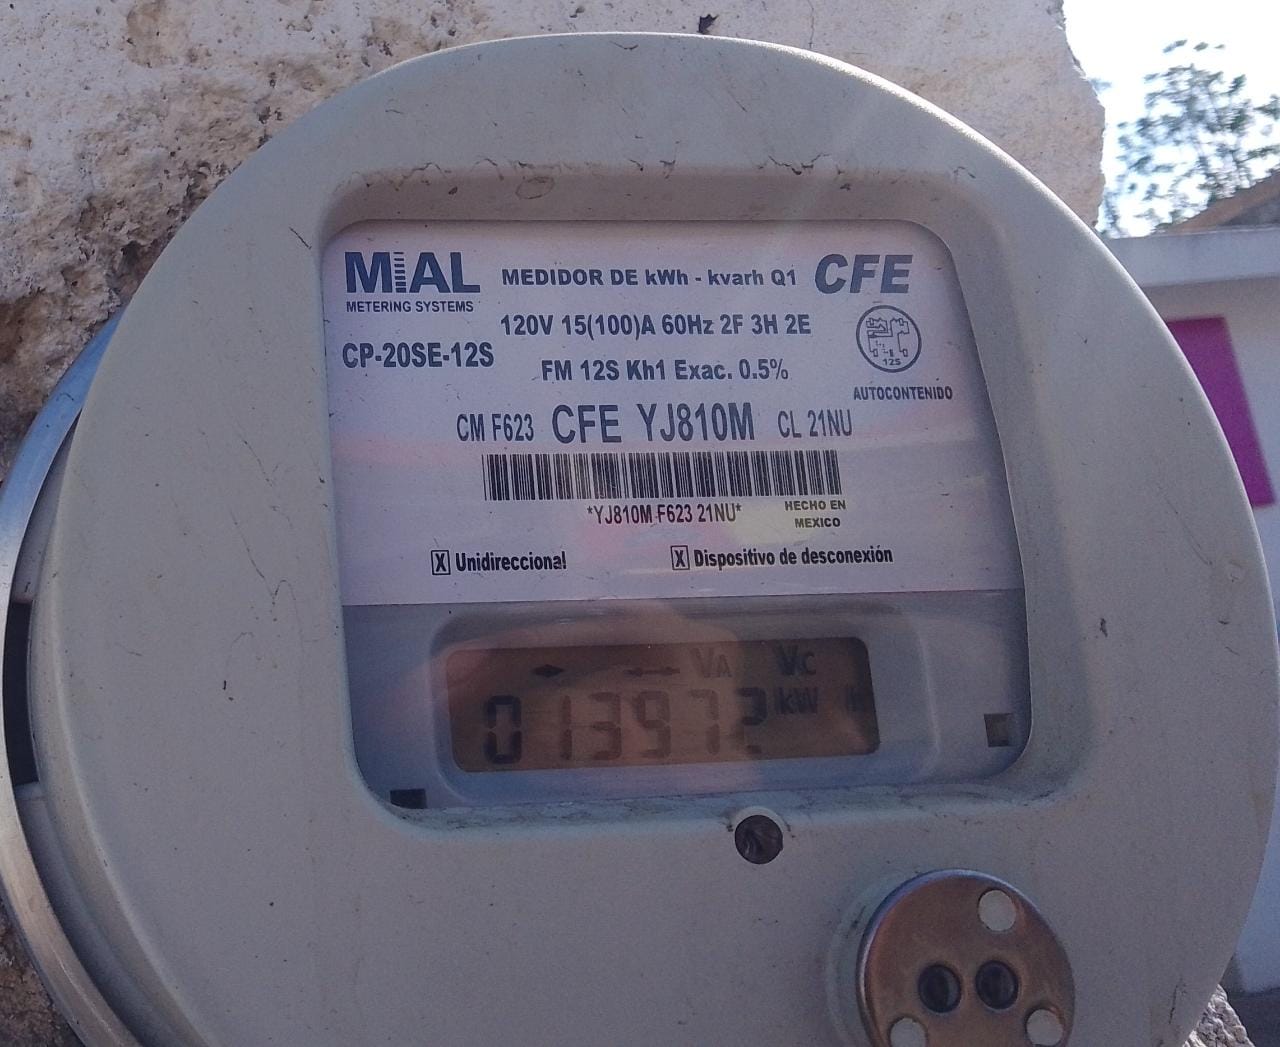 MIAL
METERING SYSTEMS
MEDIDOR DE kWh - kvarh Q1
CFE
120V 15(100)A 60Hz 2F 3H 2E
CP-20SE-12S
FM 12S Kh1 Exac. 0.5%
12S
AUTOCONTENIDO
CM F623 CFE YJ810M CL 21NU
*YJ810M F623 21NU*
HECHO EN
MEXICO
X Unidireccional
X Dispositivo de desconexión
VA VC
013972 kW h